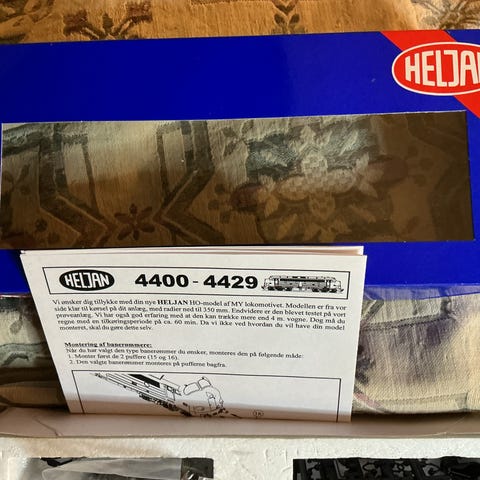 HELJAN
HELJAN 4400 - 4429
Vi ønsker dig tillykke med din nye HELJAN HO-model af MY lokomotivet. Modellen er fra vor
side klar til kørsel på dit anlæg, med radier ned til 350 mm. Endvidere er den blevet testet på vort
prøveanlæg. Vi har også god erfaring med at den kan trække mere end 4 m. vogne. Dog må du
regne med en tilkøringsperiode på ca. 60 min. Da vi ikke ved hvordan du vil have din model
monteret, skal du gøre dette selv.
Montering af banerømmere:
Når du har valgt den type banerømmer du ønsker, monteres den på følgende måde:
1. Monter først de 2 puffere (15 og 16).
2. Den valgte banerømmer monteres på pufferne bagfra.